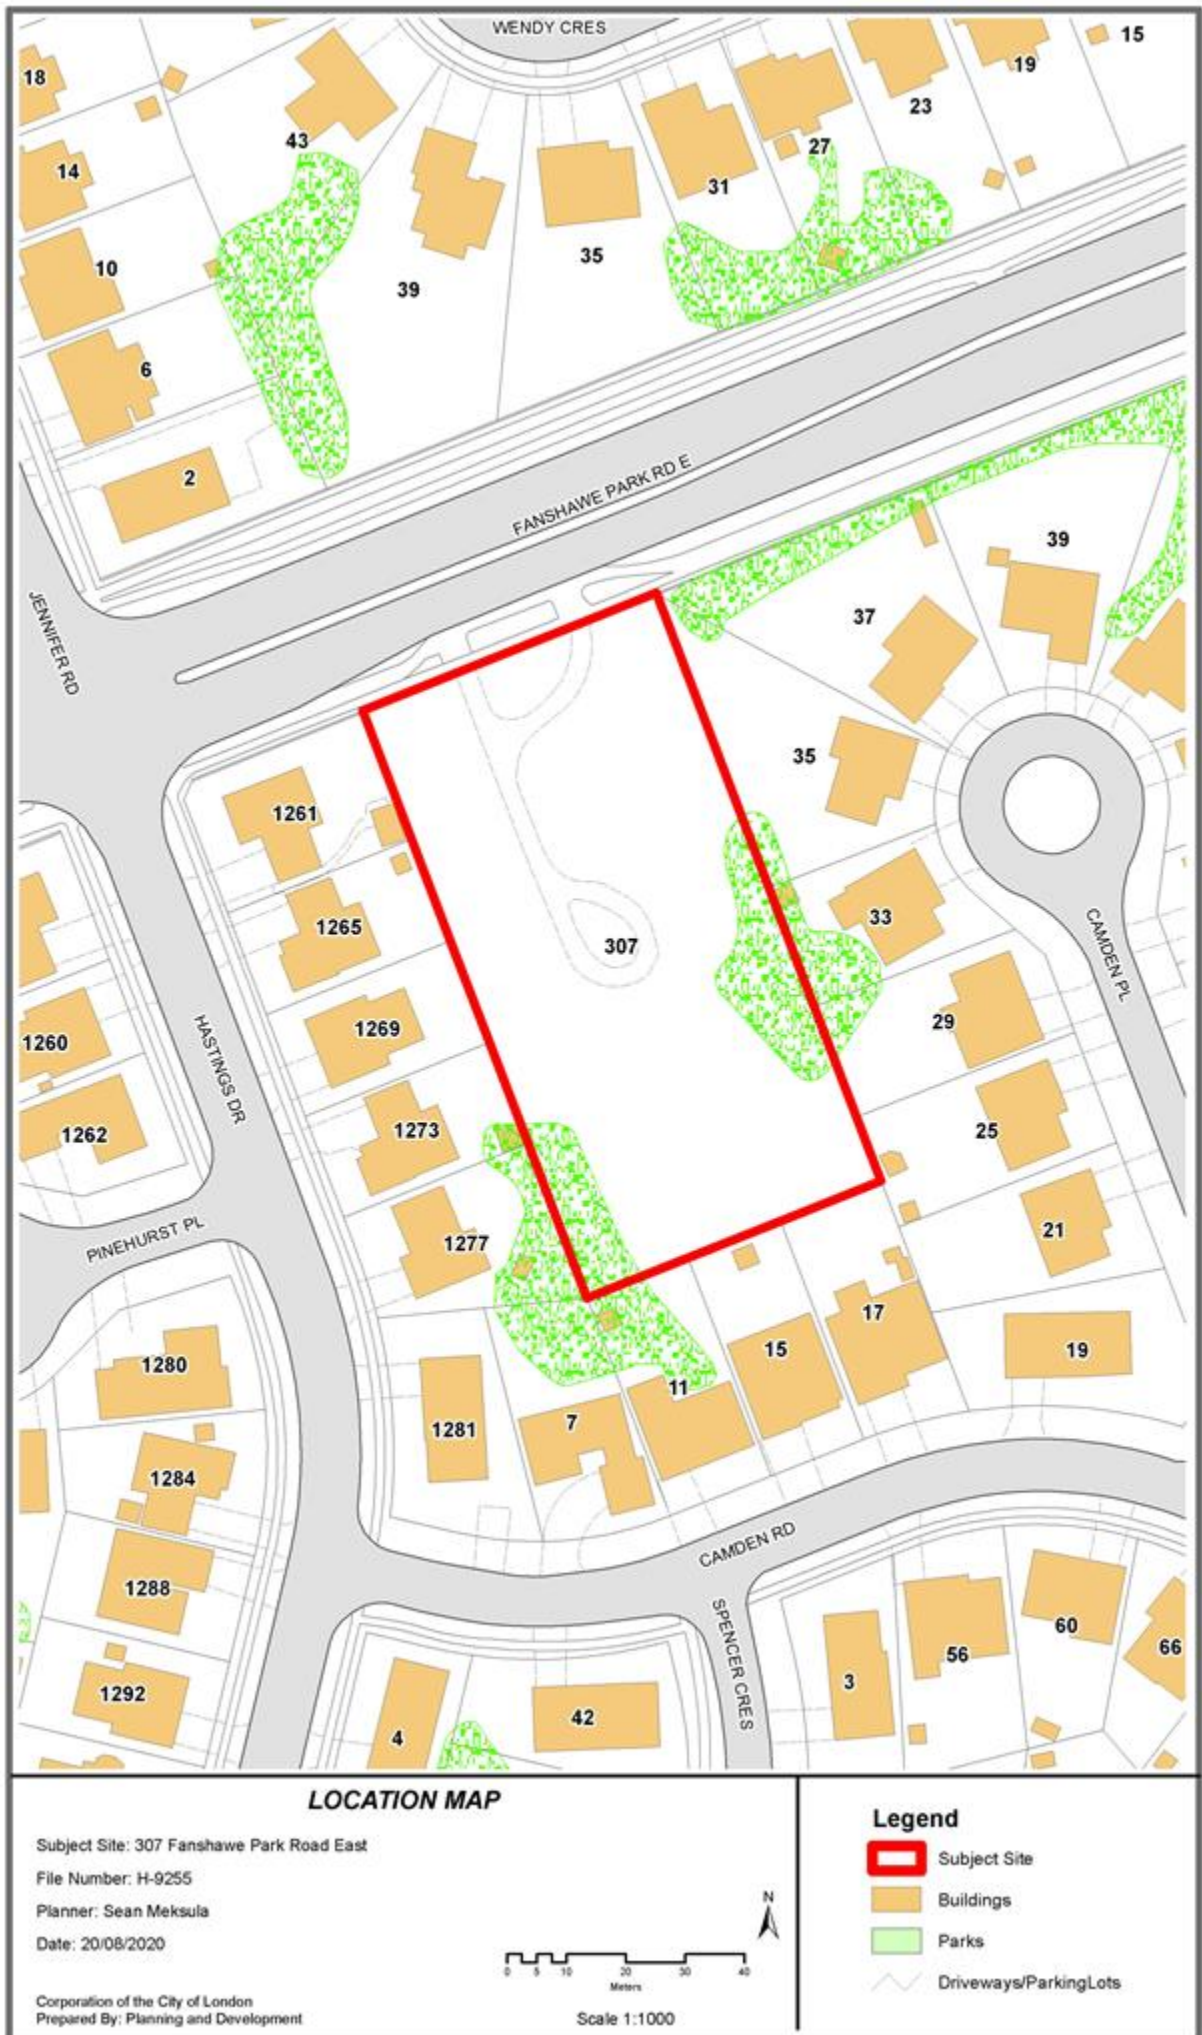 WENDY CRES
15
19
18
23
43
27
14
31
35
10
39
6
2
FANSHAWE PARK RD E
39
37
JENNIFER RD
35
1261
33
1265
307
CAMDEN PL
29
1269
1260
HASTINGS DR
1273
25
1262
21
PINEHURST PL
1277
17
15
19
1280
11
7
1281
1284
CAMDEN RD
1288
SPENCER CRES
60
66
56
3
1292
42
4
LOCATION MAP
Subject Site: 307 Fanshawe Park Road East
File Number: H-9255
Planner: Sean Meksula
Date: 20/08/2020
Corporation of the City of London
Prepared By: Planning and Development
N
0 5 10 20 30 40
Meters
Scale 1:1000
Legend
Subject Site
Buildings
Parks
Driveways/ParkingLots